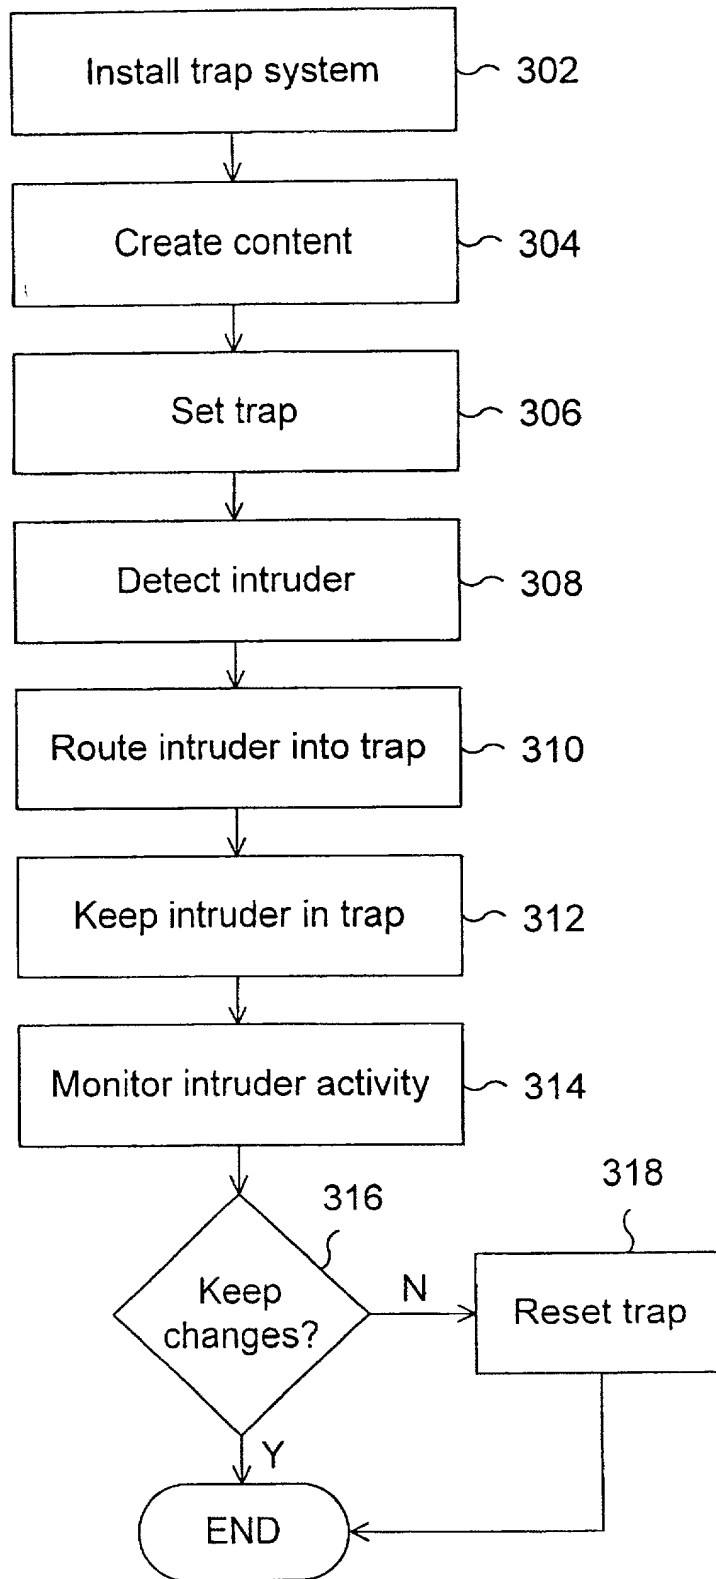 Install trap system
302
Create content
304
Set trap
306
Detect intruder
308
Route intruder into trap
310
Keep intruder in trap
312
Monitor intruder activity
314
316
318
Keep
changes?
N
Reset trap
Y
END